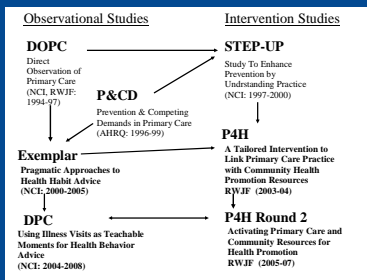 Observational Studies
Intervention Studies
DOPC
Direct
Observation of
Primary Care
(NCI, RWJF:
1994-97)
STEP-UP
Study To Enhance
Prevention by
Undrstanding Practice
(NCI: 1997-2000)
P&CD
Prevention & Competing
Demands in Primary Care
(AHRQ: 1996-99)
Exemplar
Pragmatic Approaches to
Health Habit Advice
(NCI: 2000-2005)
P4H
A Tailored Intervention to
Link Primary Care Practice
with Community Health
Promotion Resources
RWJF (2003-04)
DPC
Using Illness Visits as Teachable
Moments for Health Behavior
Advice
(NCI: 2004-2008)
P4H Round 2
Activating Primary Care and
Community Resources for
Health Promotion
RWJF (2005-07)